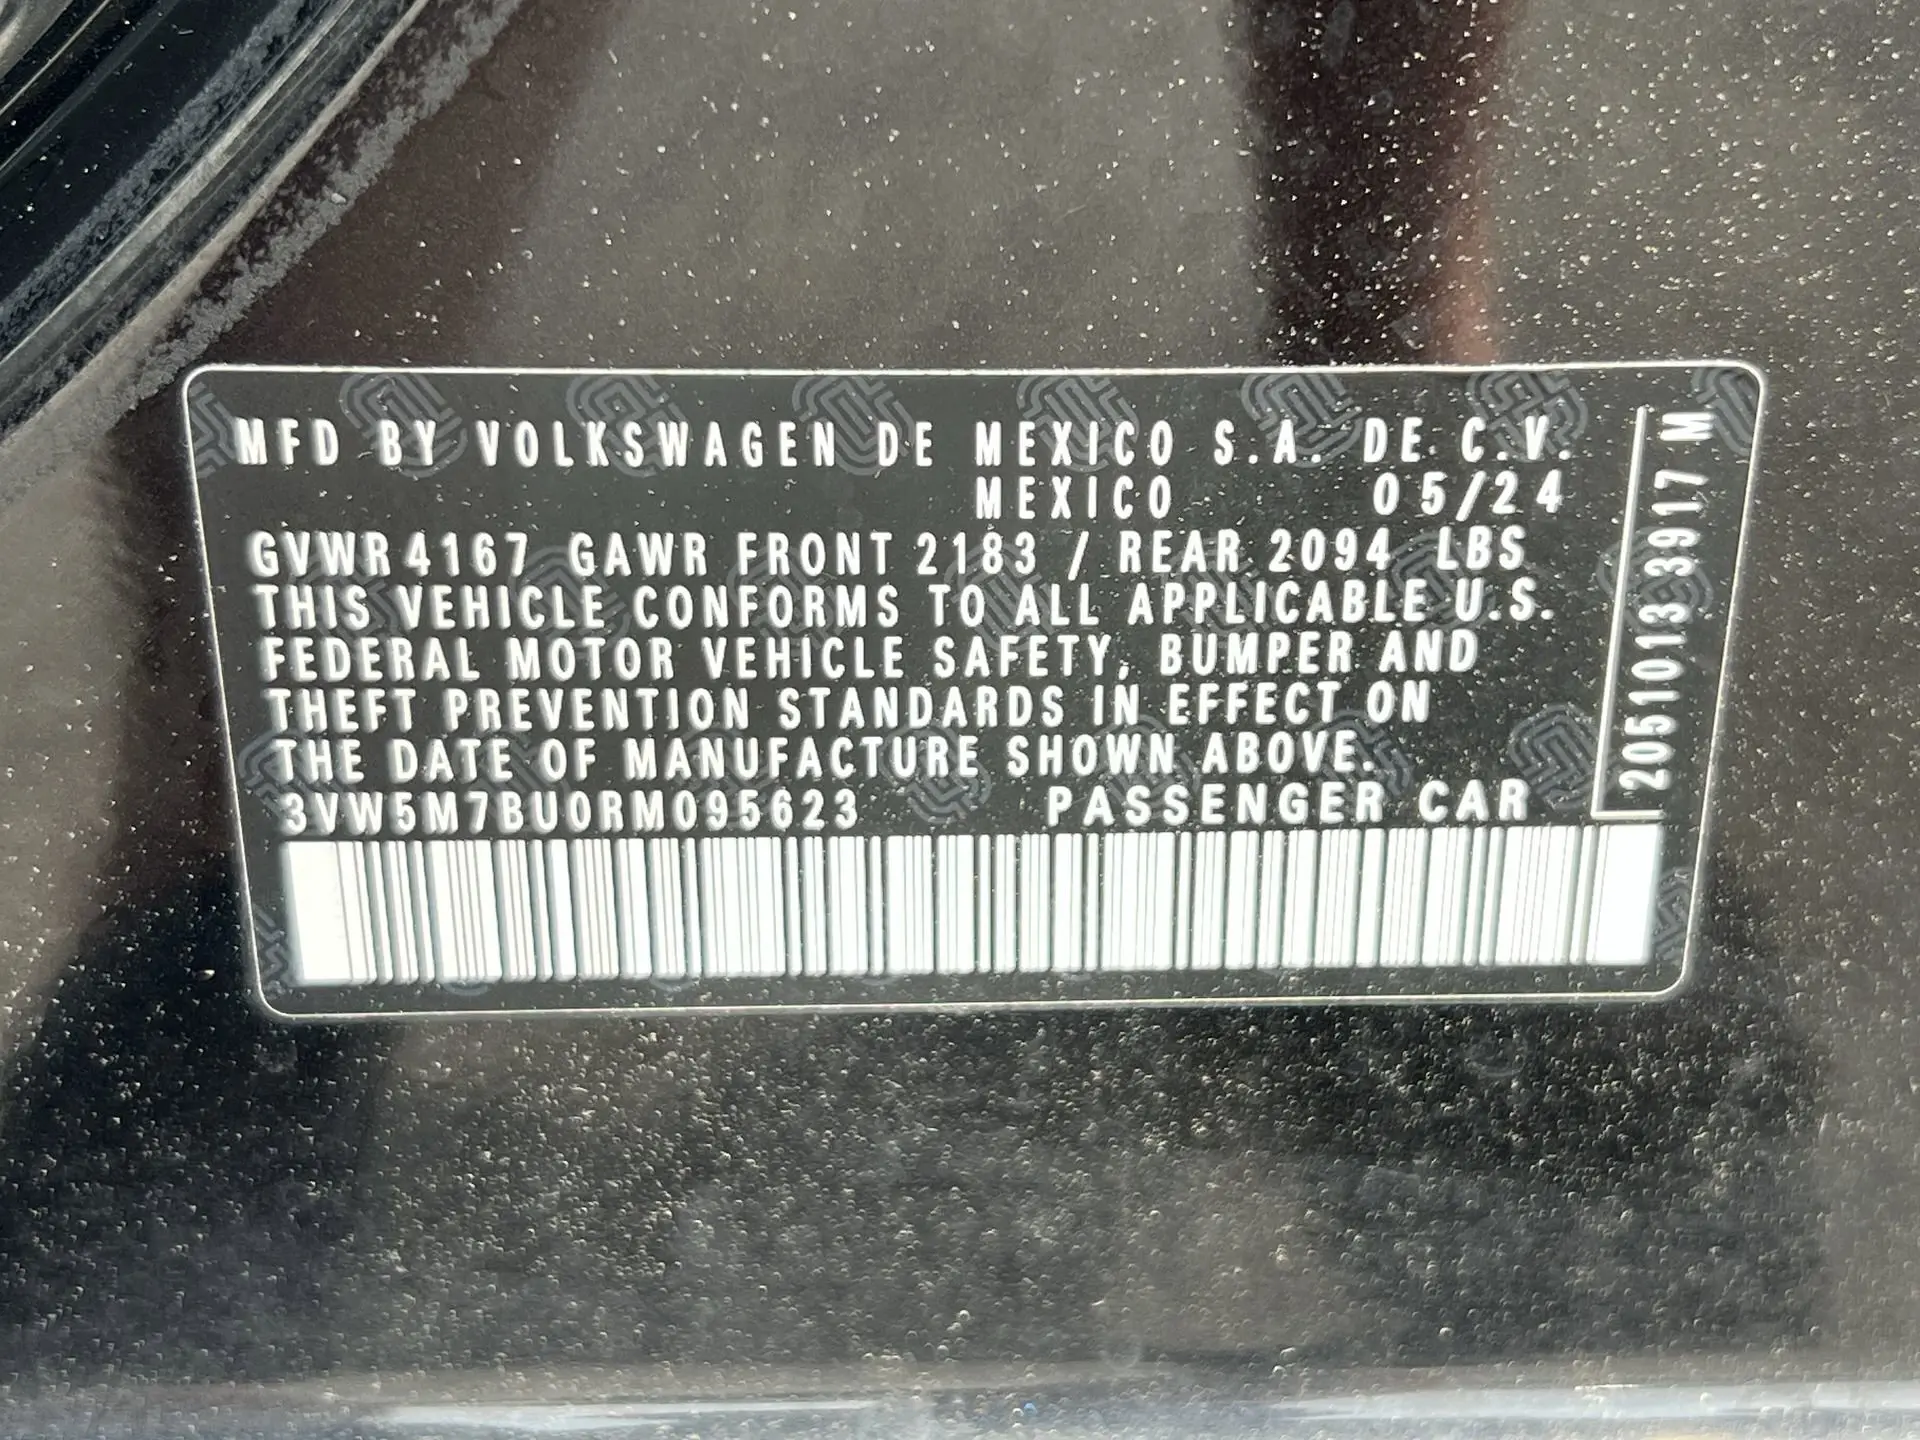 MFD BY VOLKSWAGEN DE MEXICO S.A. DE C.V.
MEXICO 05/24
GVWR 4167 GAWR FRONT 2183 / REAR 2094 LBS
THIS VEHICLE CONFORMS TO ALL APPLICABLE U.S.
FEDERAL MOTOR VEHICLE SAFETY, BUMPER AND
THEFT PREVENTION STANDARDS IN EFFECT ON
THE DATE OF MANUFACTURE SHOWN ABOVE.
3VW5M7BU0RM095623 PASSENGER CAR
2051013 3917 M